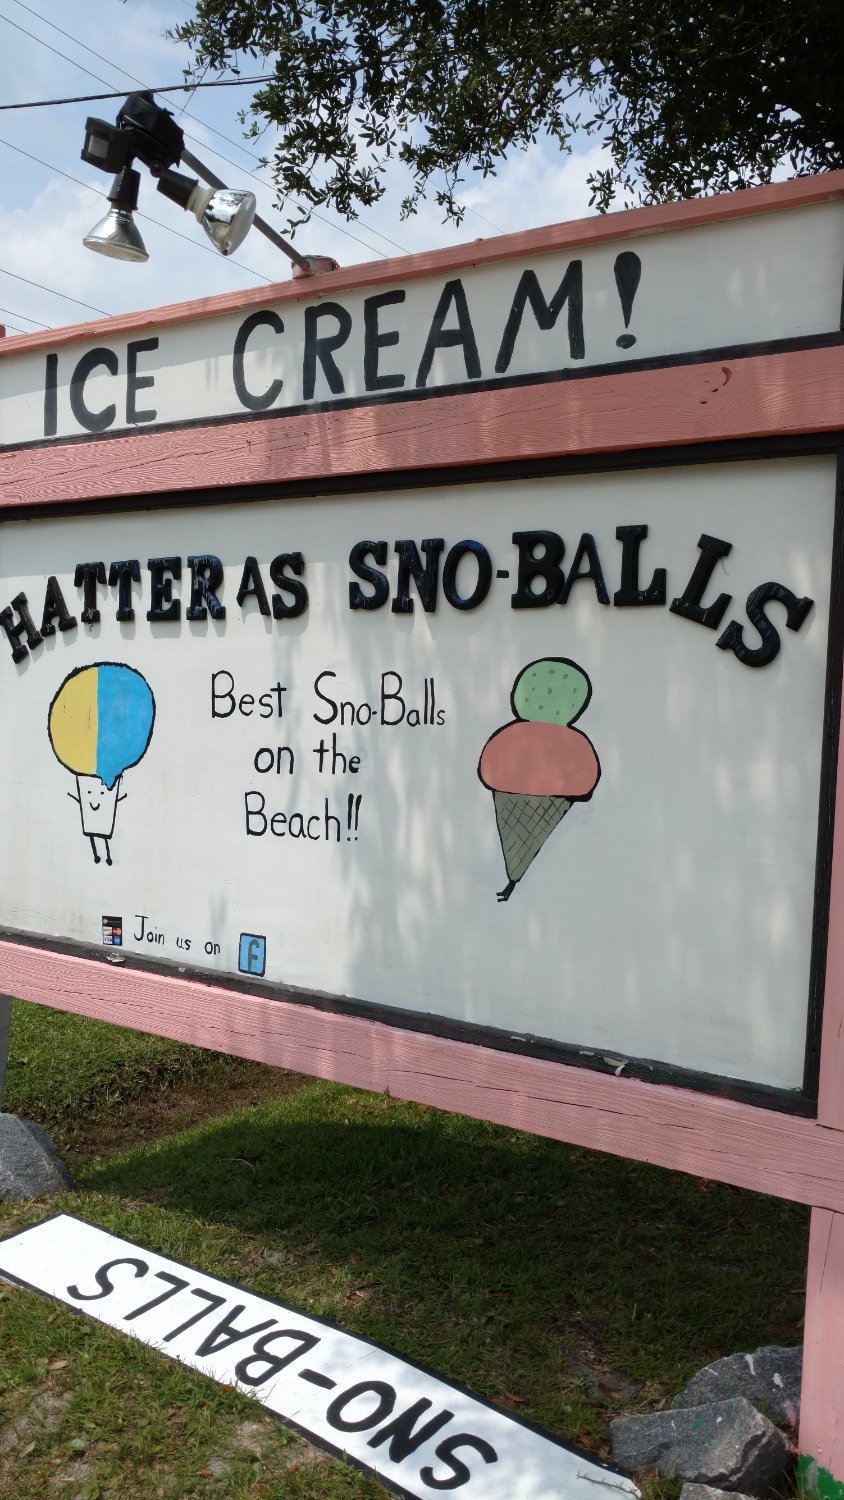 ICE CREAM!
HATTERAS SNO-BALLS
Best Sno-Balls
on the
Beach!!
Join us on f
SNO-BALLS